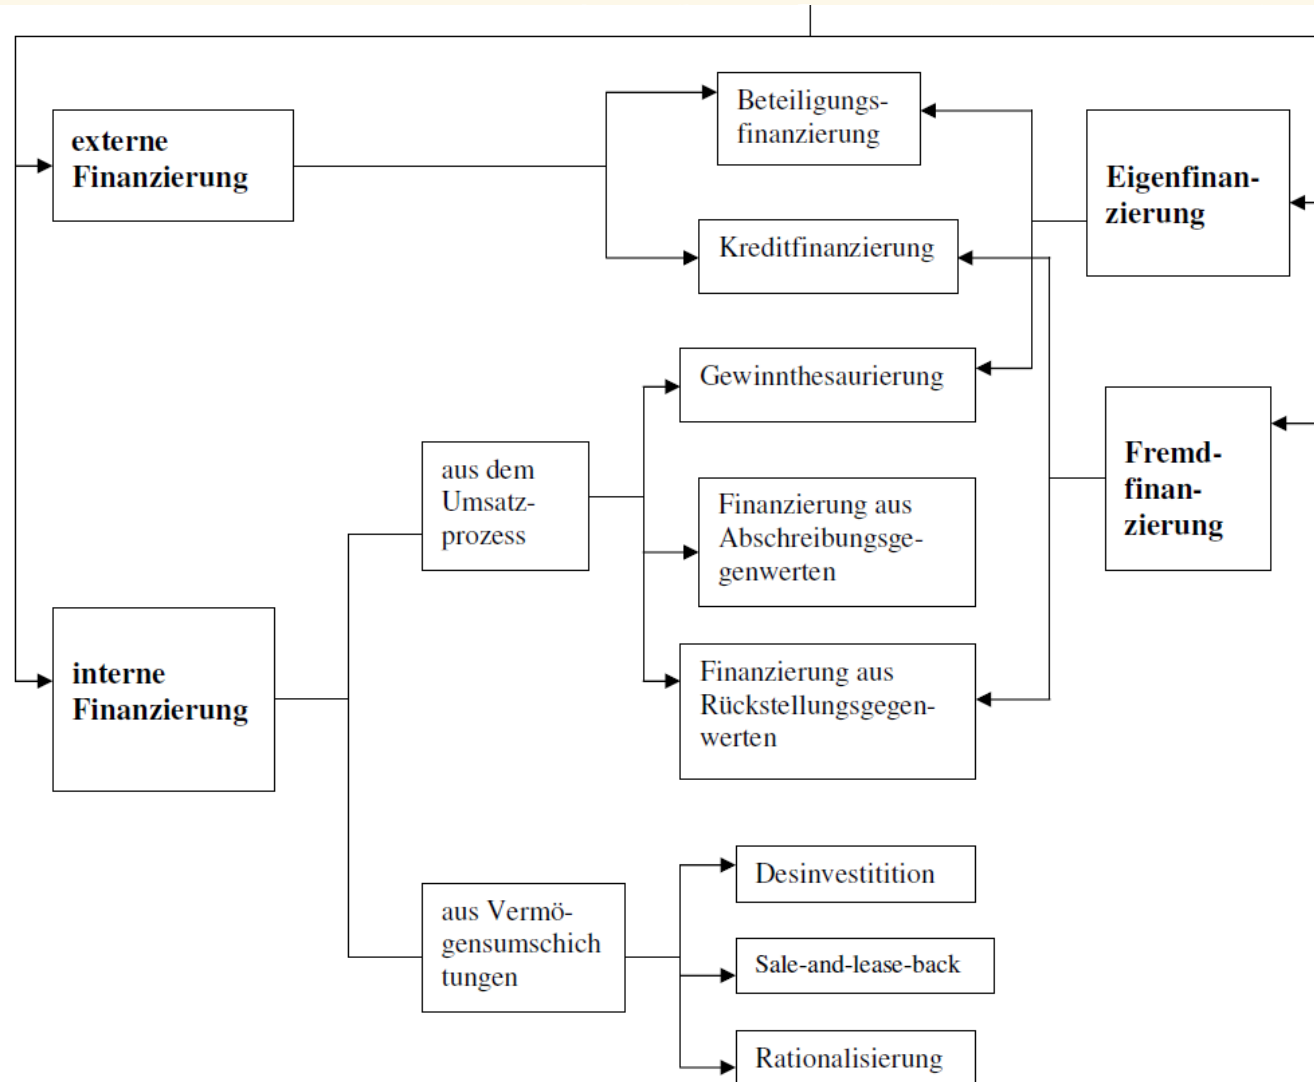 externe
Finanzierung
Beteiligungs-
finanzierung
Kreditfinanzierung
Eigenfinan-
zierung
Gewinnthesaurierung
aus dem
Umsatz-
prozess
Finanzierung aus
Abschreibungsge-
genwerten
Fremd-
finan-
zierung
interne
Finanzierung
Finanzierung aus
Rückstellungsgegen-
werten
aus Vermö-
gensumschich
tungen
Desinvestitition
Sale-and-lease-back
Rationalisierung